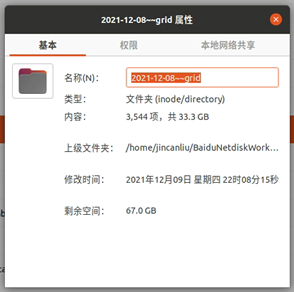 2021-12-08~~grid 属性
基本 权限 本地网络共享
名称(N)： 2021-12-08~~grid
类型： 文件夹 (inode/directory)
内容： 3,544 项，共 33.3 GB
上级文件夹： /home/jincanliu/BaiduNetdiskWork…
修改时间： 2021年12月09日 星期四 22时08分15秒
剩余空间： 67.0 GB